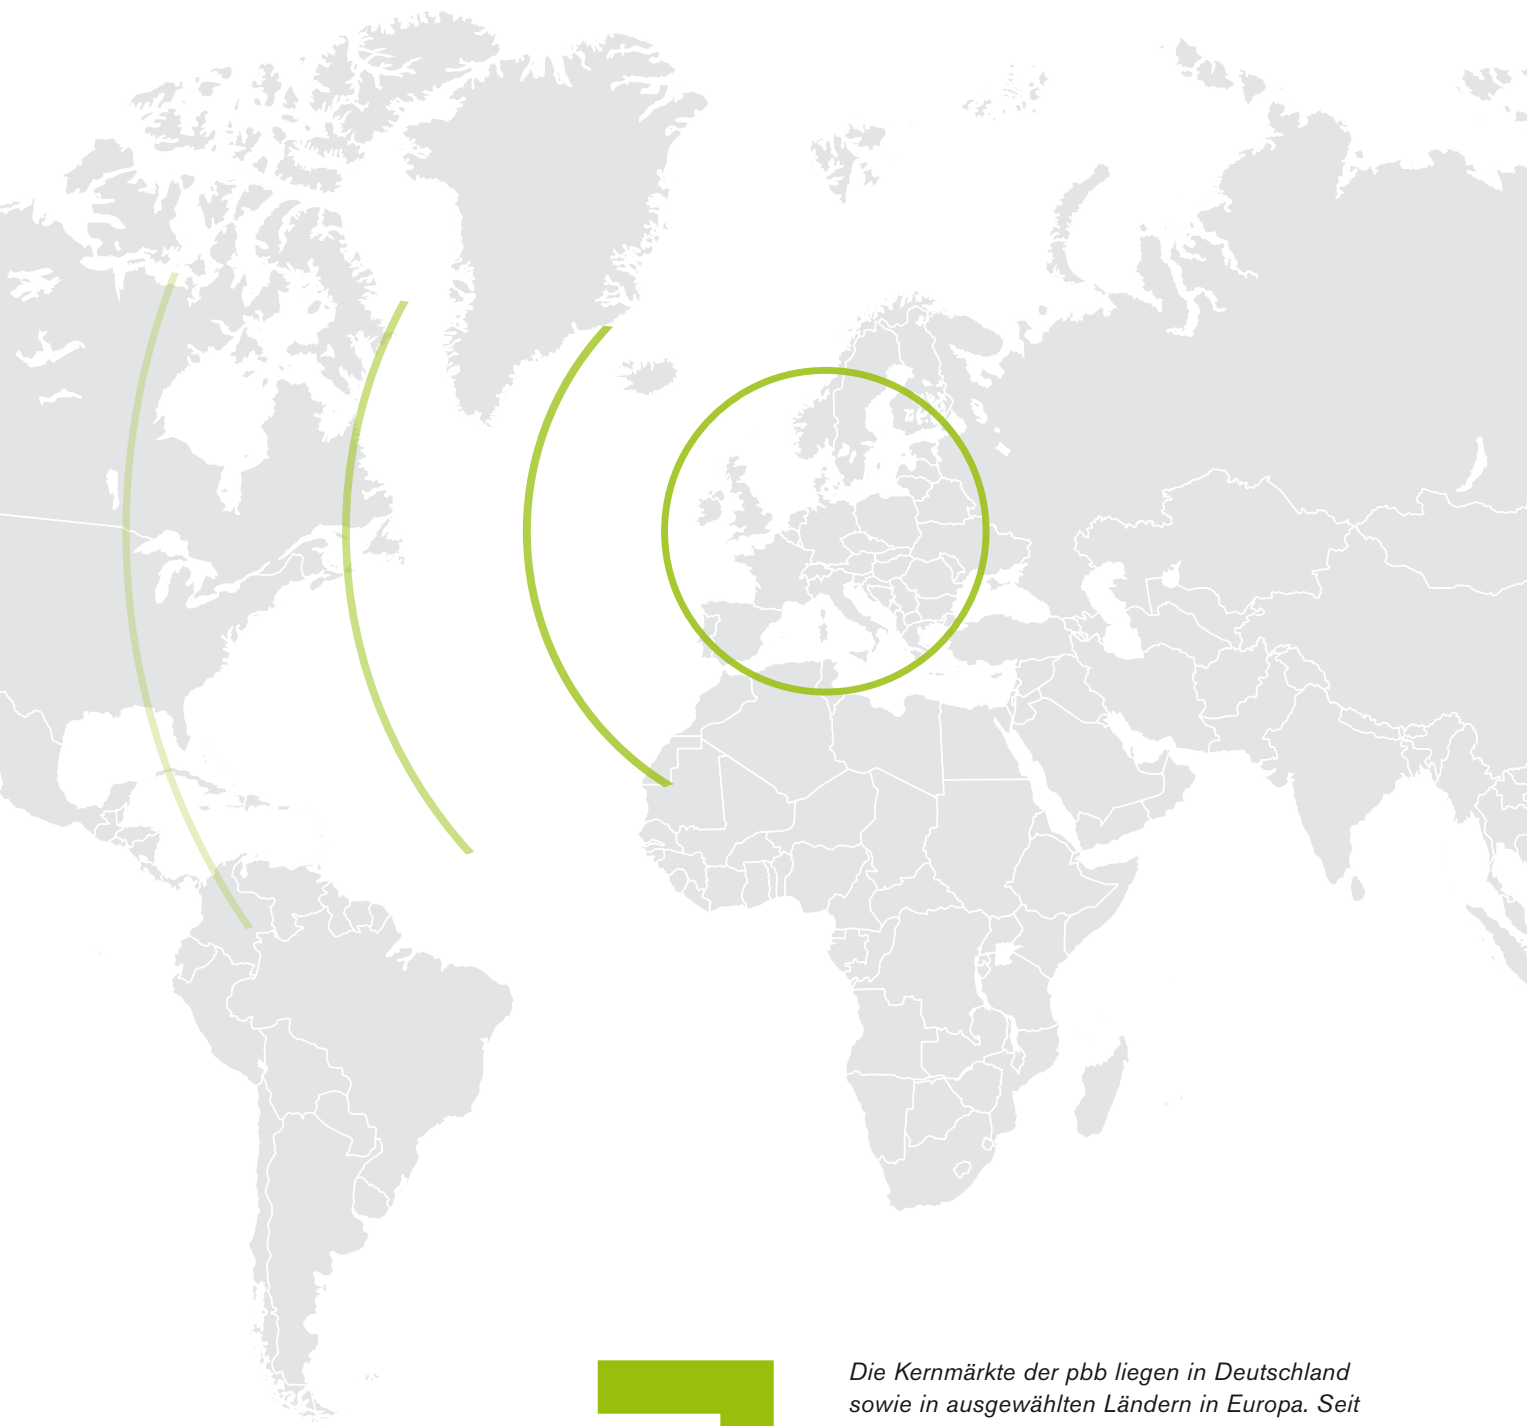 Die Kernmärkte der pbb liegen in Deutschland
sowie in ausgewählten Ländern in Europa. Seit